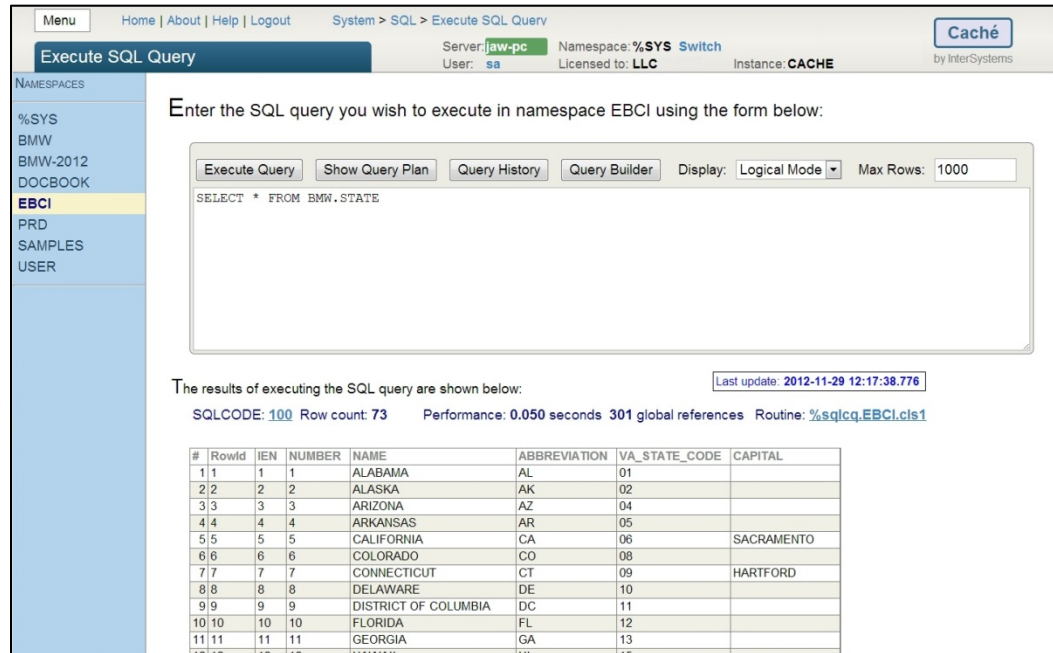 Menu Home | About | Help | Logout System > SQL > Execute SQL Query
Execute SQL Query
Server: jaw-pc Namespace: %SYS Switch
User: sa Licensed to: LLC Instance: CACHE
Caché
by InterSystems
NAMESPACES
%SYS
BMW
BMW-2012
DOCBOOK
EBCI
PRD
SAMPLES
USER
Enter the SQL query you wish to execute in namespace EBCI using the form below:
Execute Query Show Query Plan Query History Query Builder Display: Logical Mode Max Rows: 1000
SELECT * FROM BMW.STATE
The results of executing the SQL query are shown below:
Last update: 2012-11-29 12:17:38.776
SQLCODE: 100 Row count: 73 Performance: 0.050 seconds 301 global references Routine: %sqlcq.EBCI.cls1
# RowId IEN NUMBER NAME ABBREVIATION VA_STATE_CODE CAPITAL
1 1 1 1 ALABAMA AL 01
2 2 2 2 ALASKA AK 02
3 3 3 3 ARIZONA AZ 04
4 4 4 4 ARKANSAS AR 05
5 5 5 5 CALIFORNIA CA 06 SACRAMENTO
6 6 6 6 COLORADO CO 08
7 7 7 7 CONNECTICUT CT 09 HARTFORD
8 8 8 8 DELAWARE DE 10
9 9 9 9 DISTRICT OF COLUMBIA DC 11
10 10 10 10 FLORIDA FL 12
11 11 11 11 GEORGIA GA 13